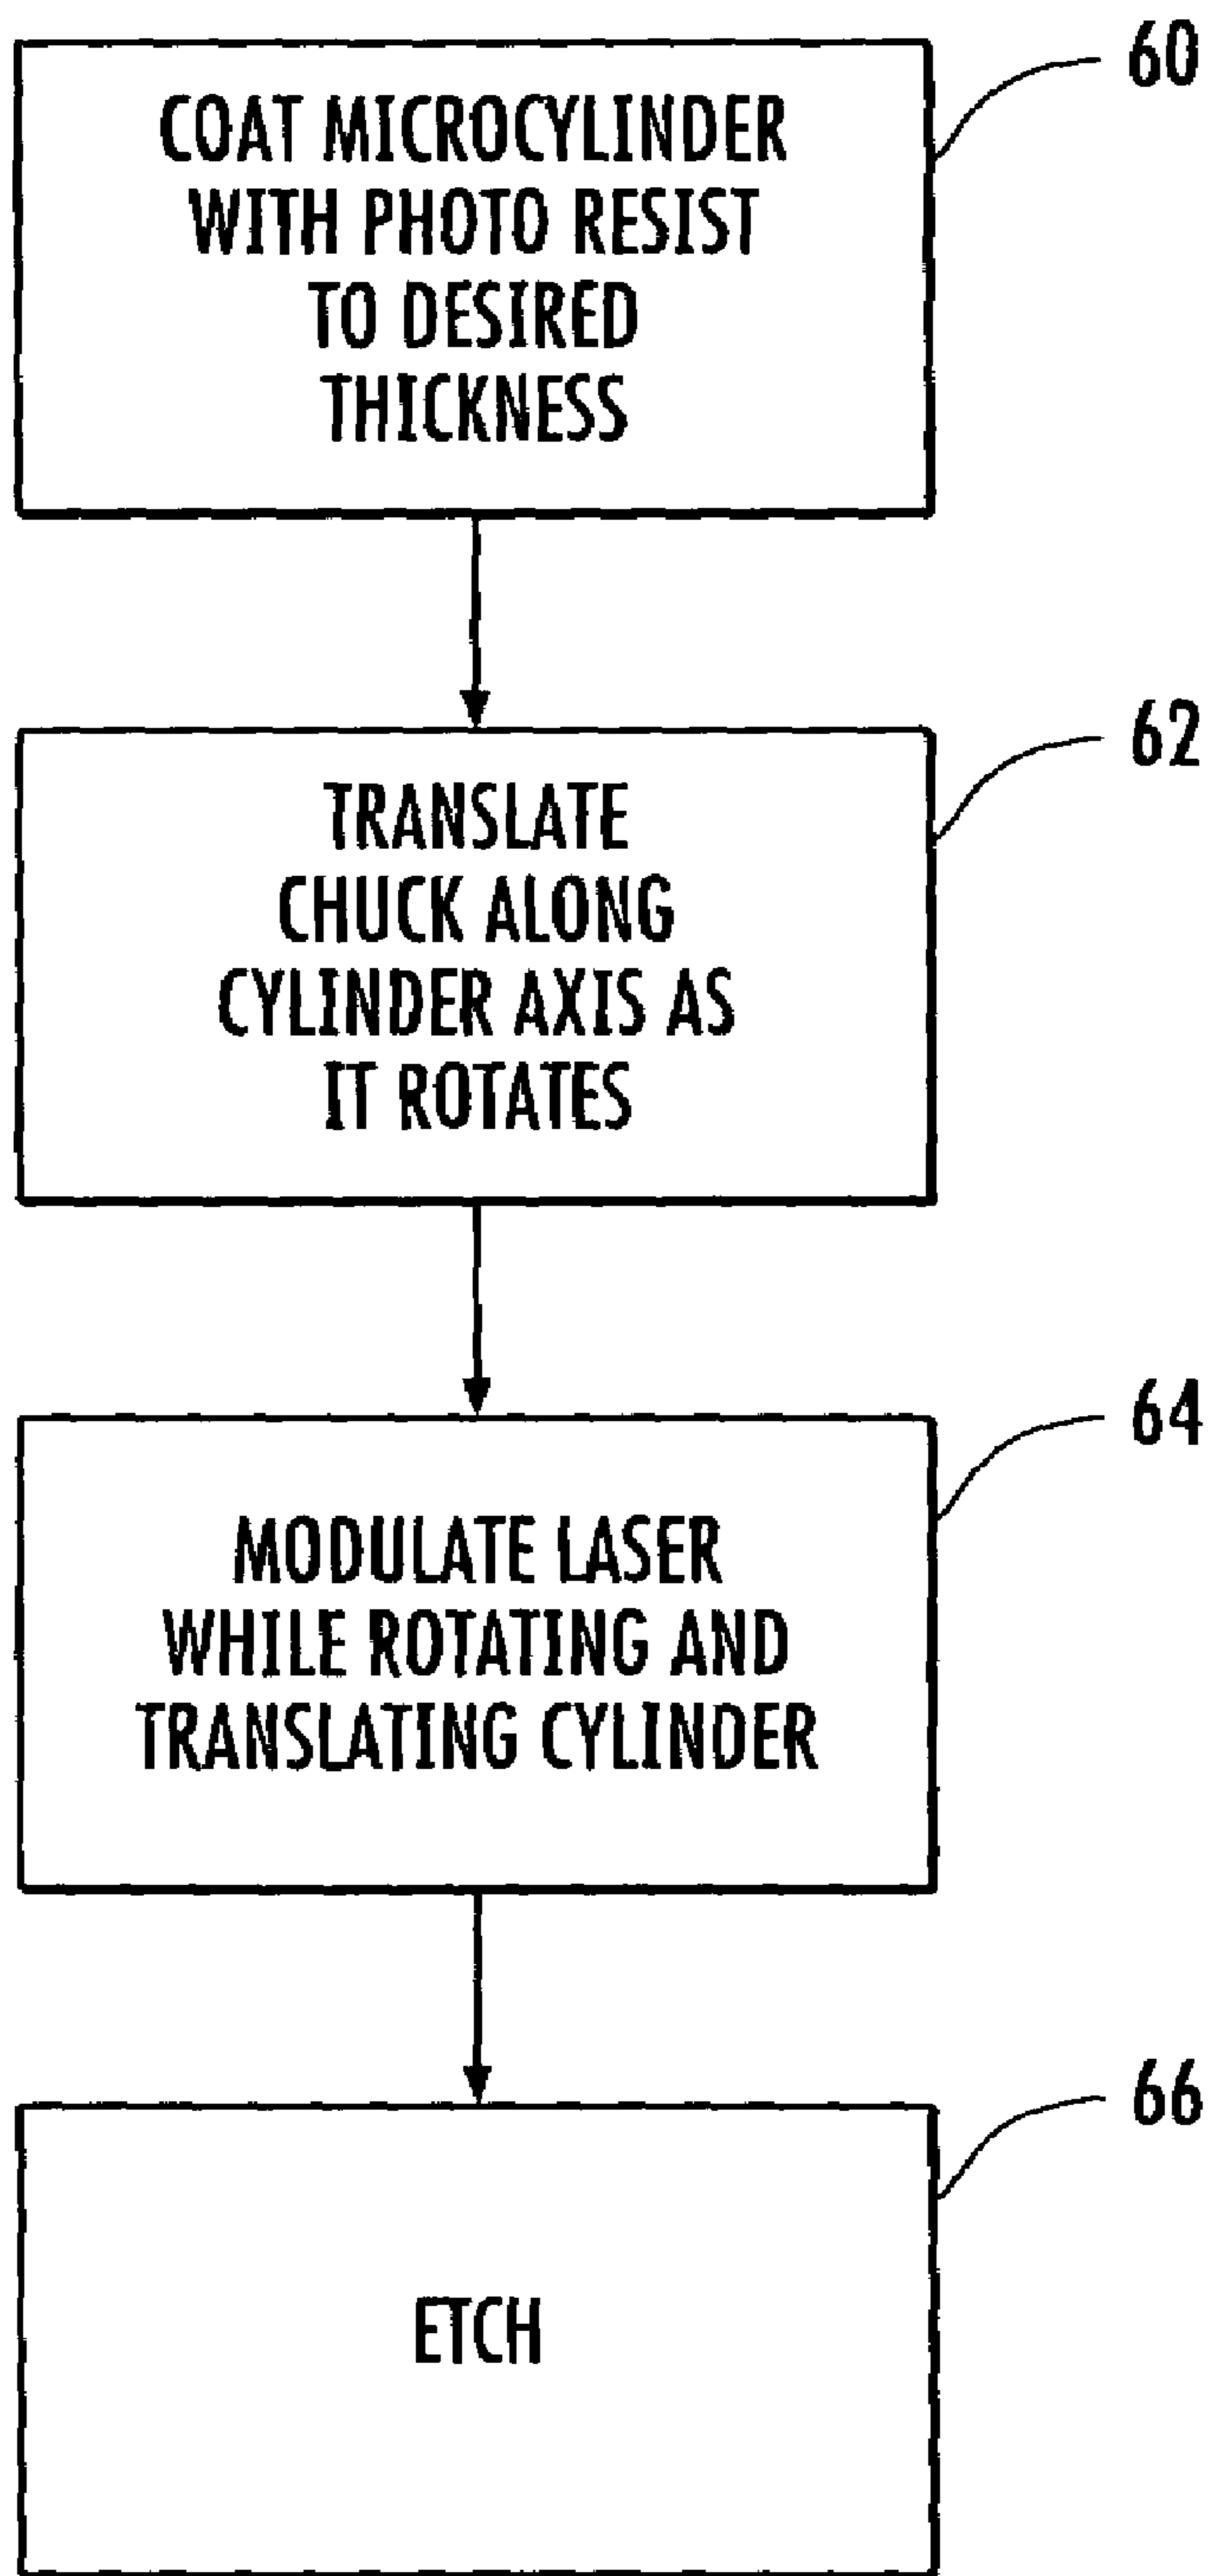 60
COAT MICROCYLINDER
WITH PHOTO RESIST
TO DESIRED
THICKNESS
62
TRANSLATE
CHUCK ALONG
CYLINDER AXIS AS
IT ROTATES
64
MODULATE LASER
WHILE ROTATING AND
TRANSLATING CYLINDER
66
ETCH